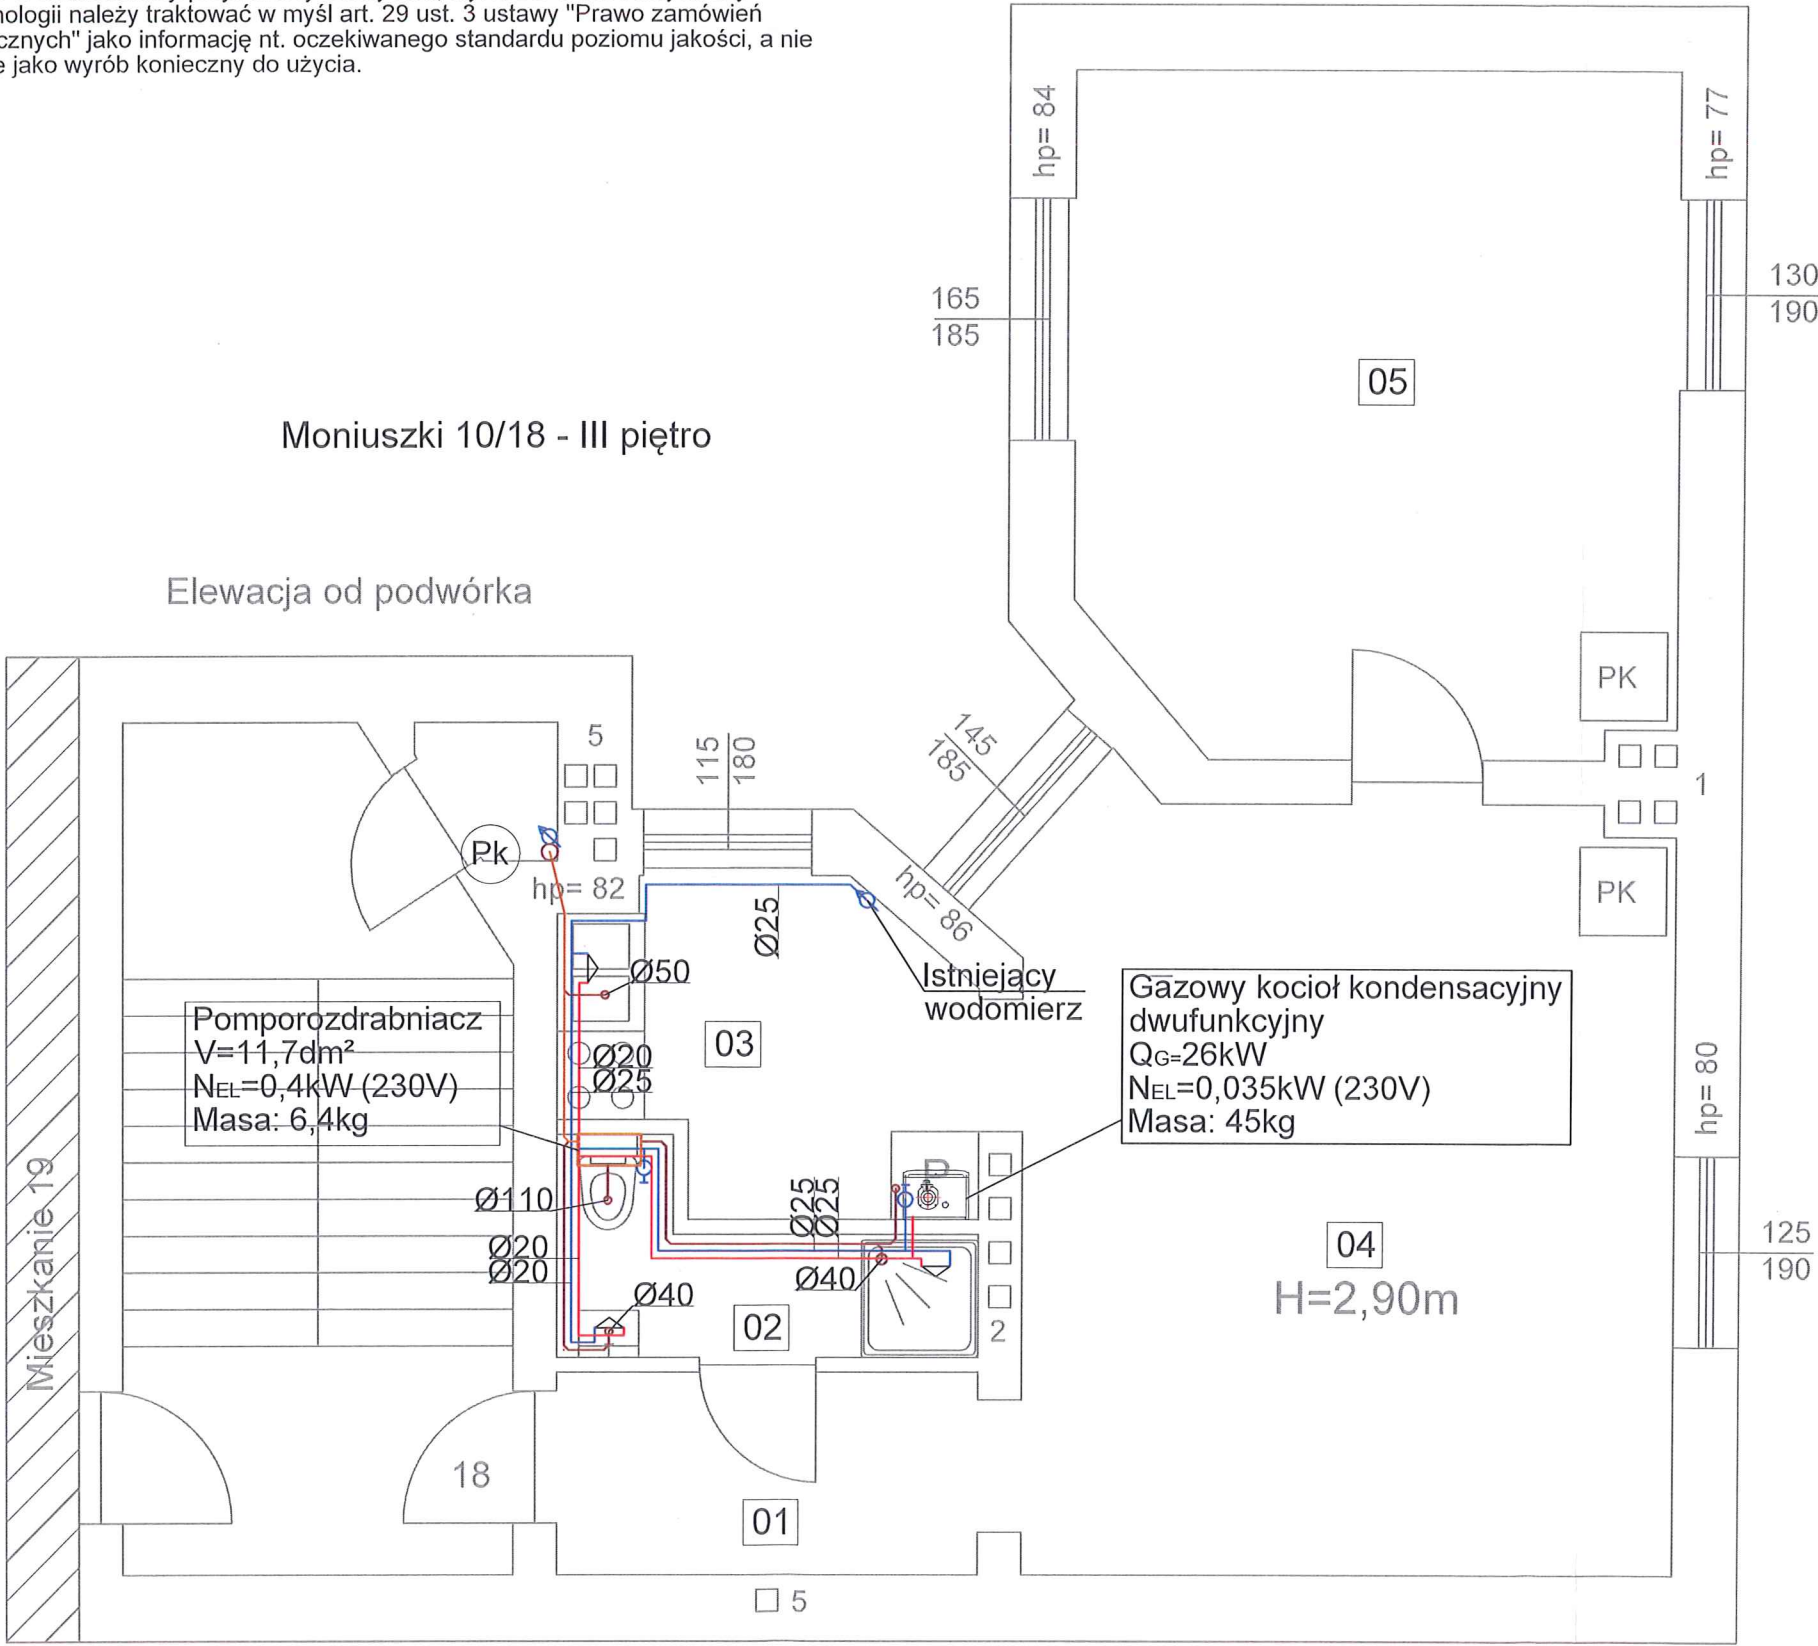 nologii należy traktować w myśl art. 29 ust. 3 ustawy "Prawo zamówień
cznych" jako informację nt. oczekiwanego standardu poziomu jakości, a nie
e jako wyrób konieczny do użycia.
hp= 84
hp= 77
165
185
130
190
05
Moniuszki 10/18 - III piętro
Elewacja od podwórka
PK
5
115
180
145
185
1
Pk
hp= 82
hp= 86
PK
Ø25
Ø50
Istniejący
wodomierz
Gazowy kocioł kondensacyjny
dwufunkcyjny
QG=26kW
NEL=0,035kW (230V)
Masa: 45kg
Pomporozdrabniacz
V=11,7dm²
NEL=0,4kW (230V)
Masa: 6,4kg
03
Ø20
Ø25
hp= 80
P
Mieszkanie 19
Ø110
Ø25
Ø25
Ø20
Ø20
Ø40
Ø40
04
H=2,90m
125
190
02
2
18
01
5